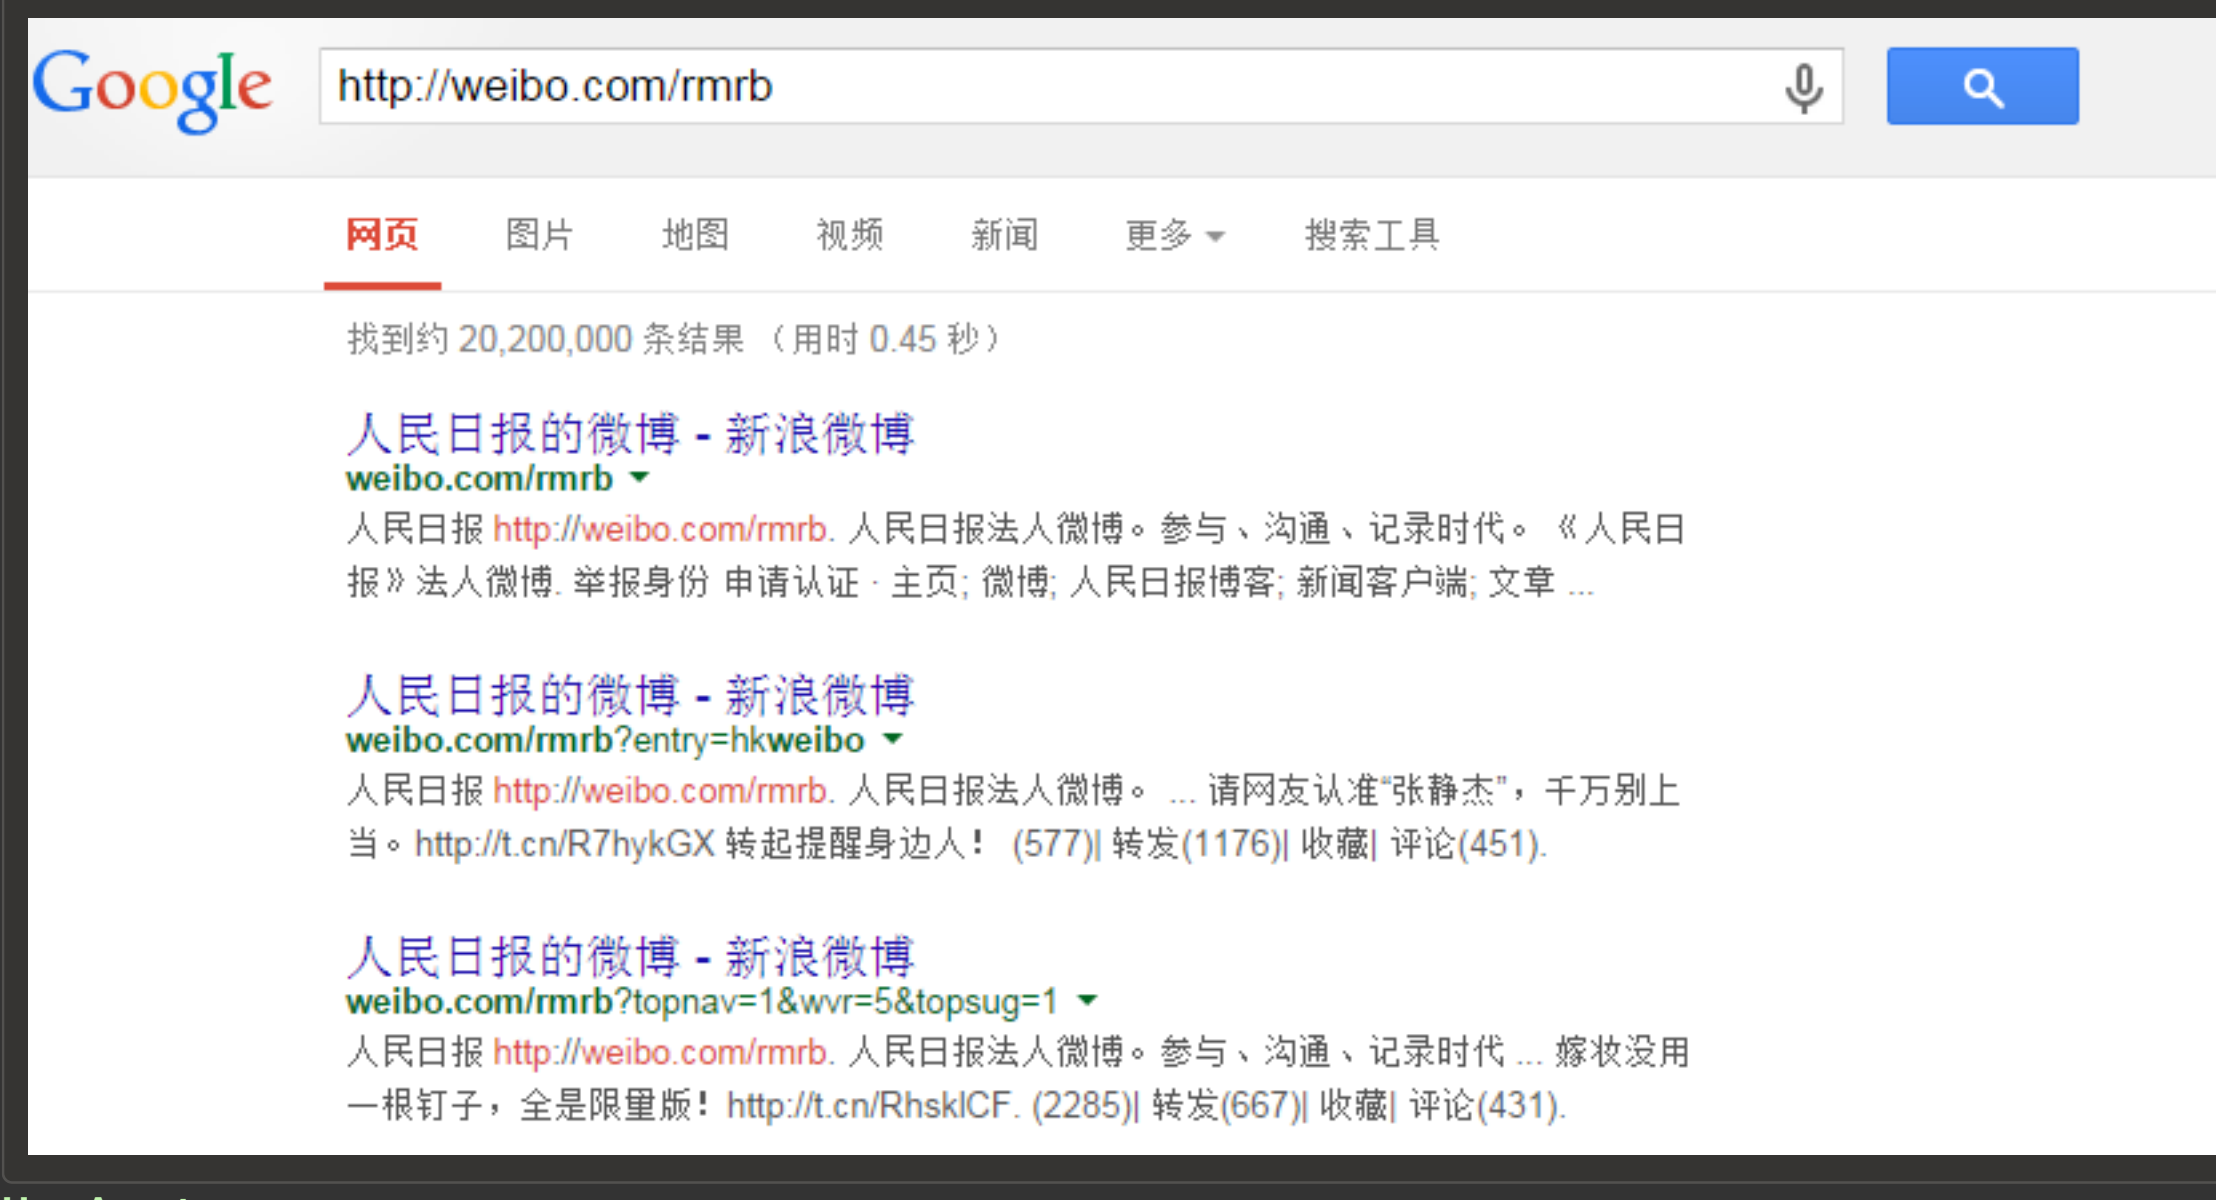 Google
http://weibo.com/rmrb
网页 图片 地图 视频 新闻 更多 搜索工具
找到约 20,200,000 条结果 （用时 0.45 秒）
人民日报的微博 - 新浪微博
weibo.com/rmrb
人民日报 http://weibo.com/rmrb. 人民日报法人微博。参与、沟通、记录时代。 《人民日
报》法人微博. 举报身份 申请认证 · 主页; 微博; 人民日报博客; 新闻客户端; 文章 ...
人民日报的微博 - 新浪微博
weibo.com/rmrb?entry=hkweibo
人民日报 http://weibo.com/rmrb. 人民日报法人微博。 ... 请网友认准“张静杰”，千万别上
当。http://t.cn/R7hykGX 转起提醒身边人！ (577)| 转发(1176)| 收藏| 评论(451).
人民日报的微博 - 新浪微博
weibo.com/rmrb?topnav=1&wvr=5&topsug=1
人民日报 http://weibo.com/rmrb. 人民日报法人微博。参与、沟通、记录时代 ... 嫁妆没用
一根钉子，全是限量版！http://t.cn/RhskICF. (2285)| 转发(667)| 收藏| 评论(431).